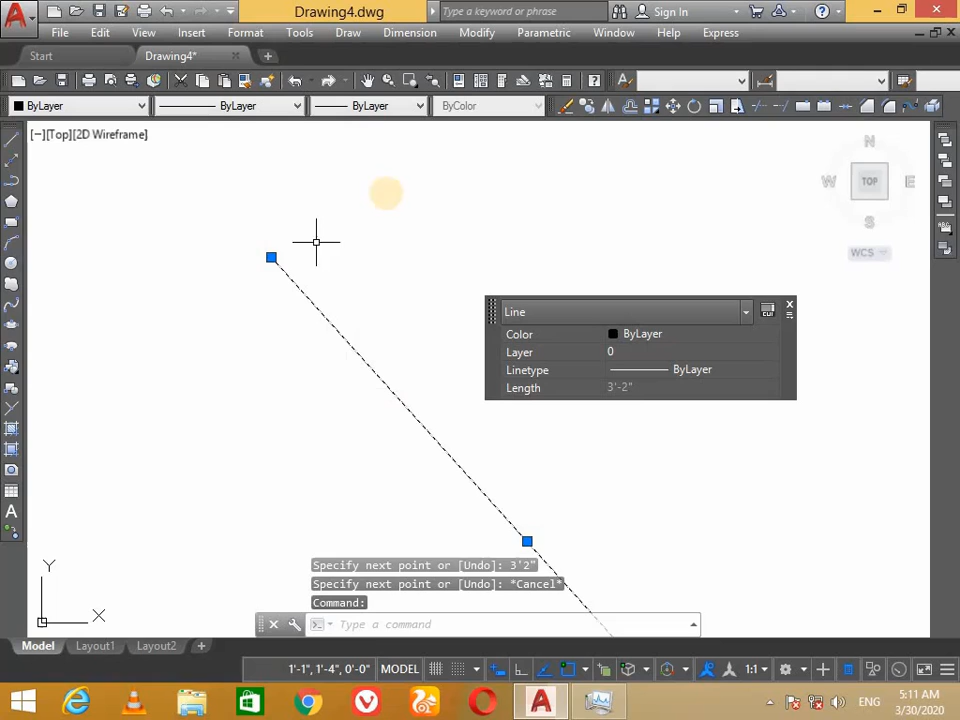 Drawing4.dwg
Type a keyword or phrase
Sign In
File Edit View Insert Format Tools Draw Dimension Modify Parametric Window Help Express
Start
Drawing4*
ByLayer
ByLayer
ByLayer
ByColor
[−][Top][2D Wireframe]
N
W
TOP
E
S
WCS
Line
Color ByLayer
Layer 0
Linetype ByLayer
Length 3'-2"
Y
X
Specify next point or [Undo]: 3'2"
Specify next point or [Undo]: *Cancel*
Command:
Type a command
Model Layout1 Layout2
1'-1", 1'-4", 0'-0" MODEL
1:1
ENG
5:11 AM
3/30/2020